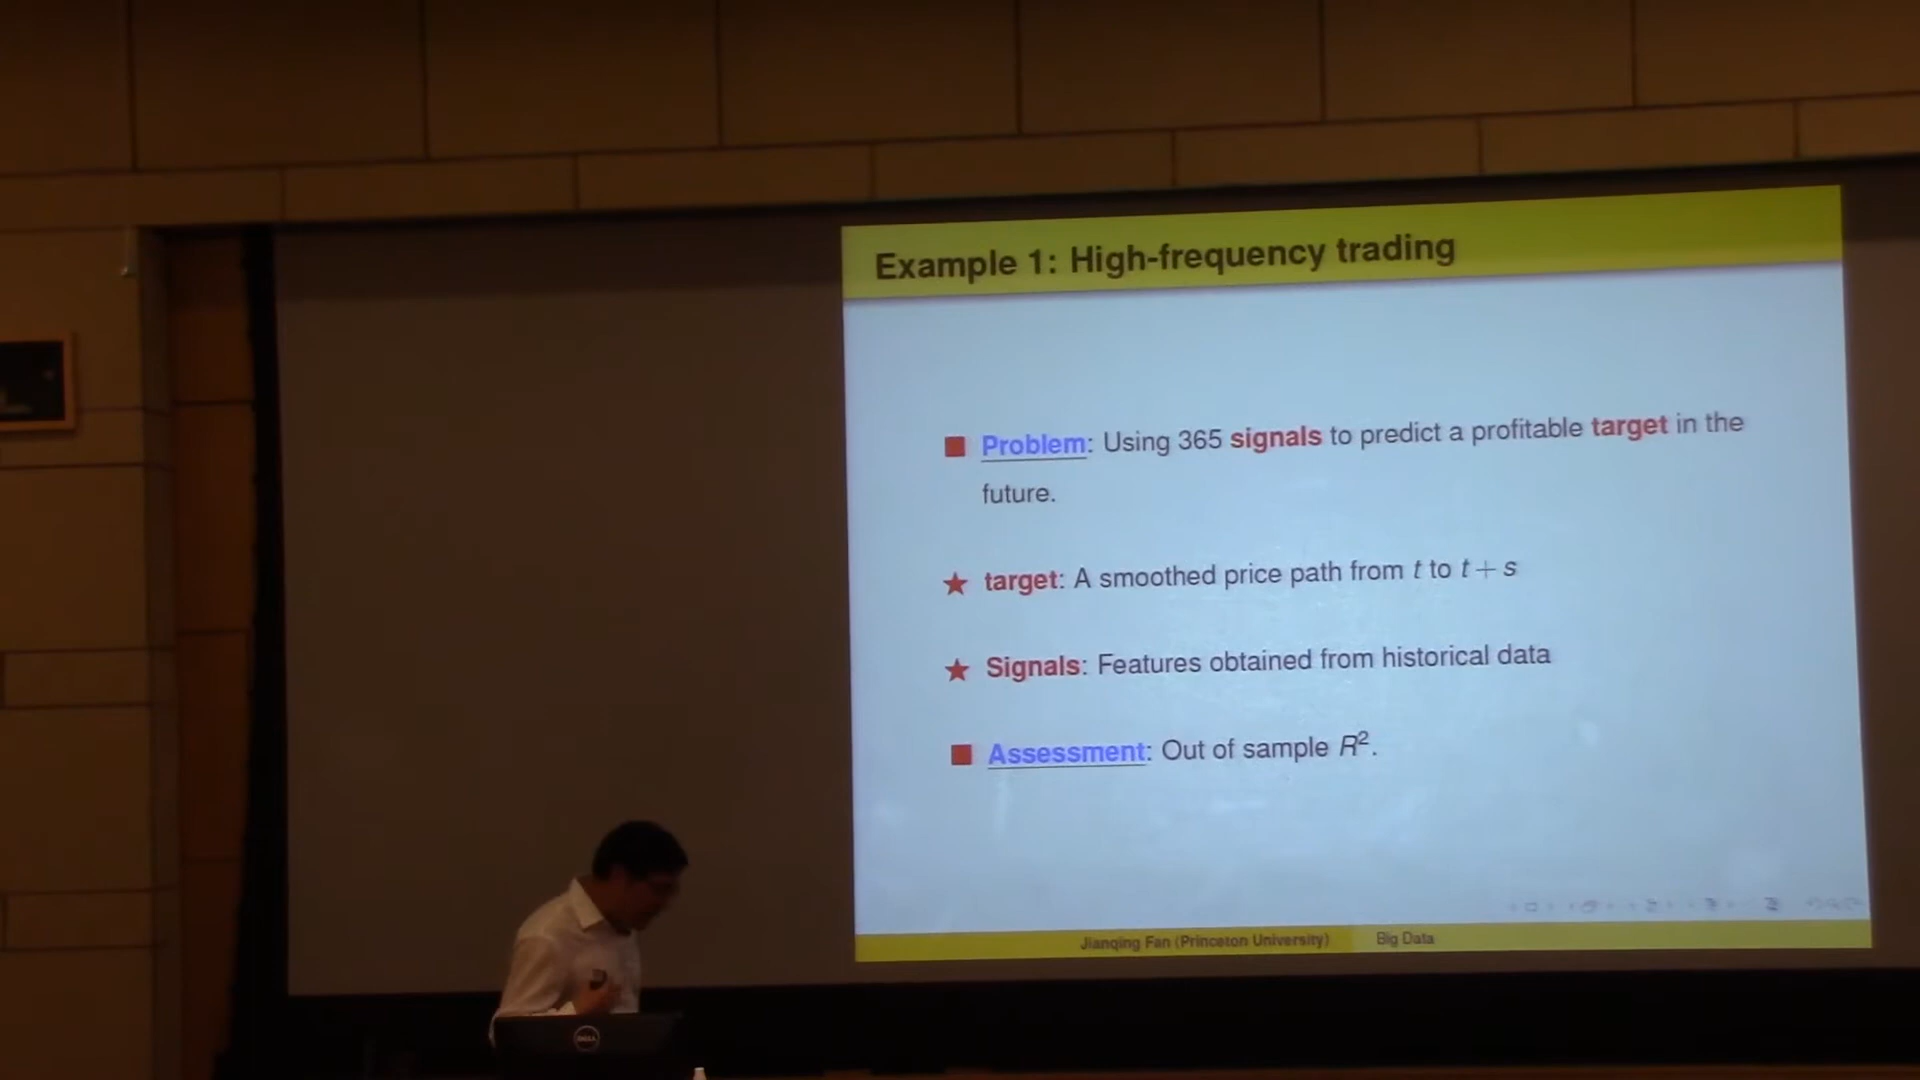 Example 1: High-frequency trading
Problem: Using 365 signals to predict a profitable target in the
future.
target: A smoothed price path from t to t + s
Signals: Features obtained from historical data
Assessment: Out of sample R².
Jianqing Fan (Princeton University) Big Data
DELL